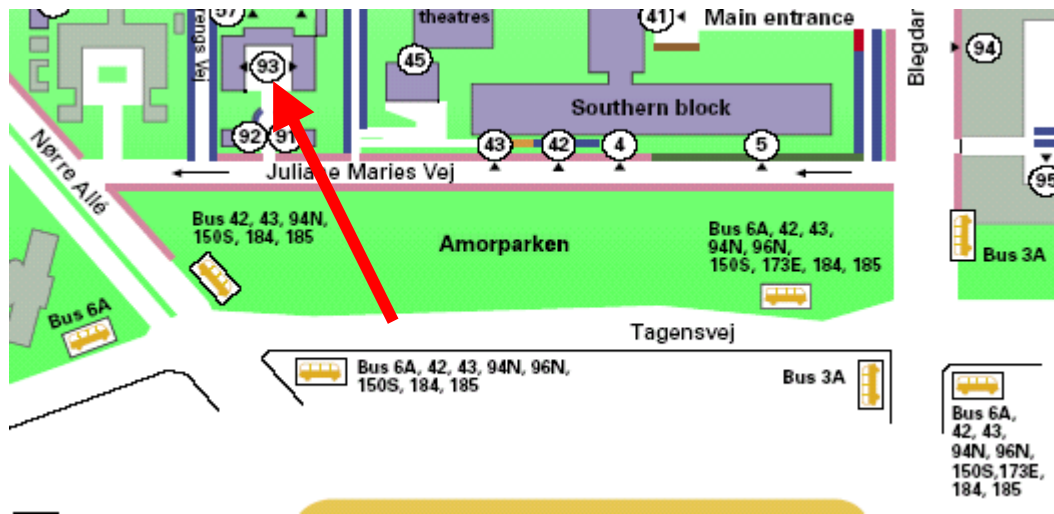 theatres
57
41
Main entrance
rengs Vej
Blegdar
93
45
94
Southern block
92
91
43
42
4
5
Nørre Allé
Juliane Maries Vej
95
Bus 42, 43, 94N,
150S, 184, 185
Amorparken
Bus 6A, 42, 43,
94N, 96N,
150S, 173E, 184, 185
Bus 3A
Bus 6A
Tagensvej
Bus 6A, 42, 43, 94N, 96N,
150S, 184, 185
Bus 3A
Bus 6A,
42, 43,
94N, 96N,
150S,173E,
184, 185